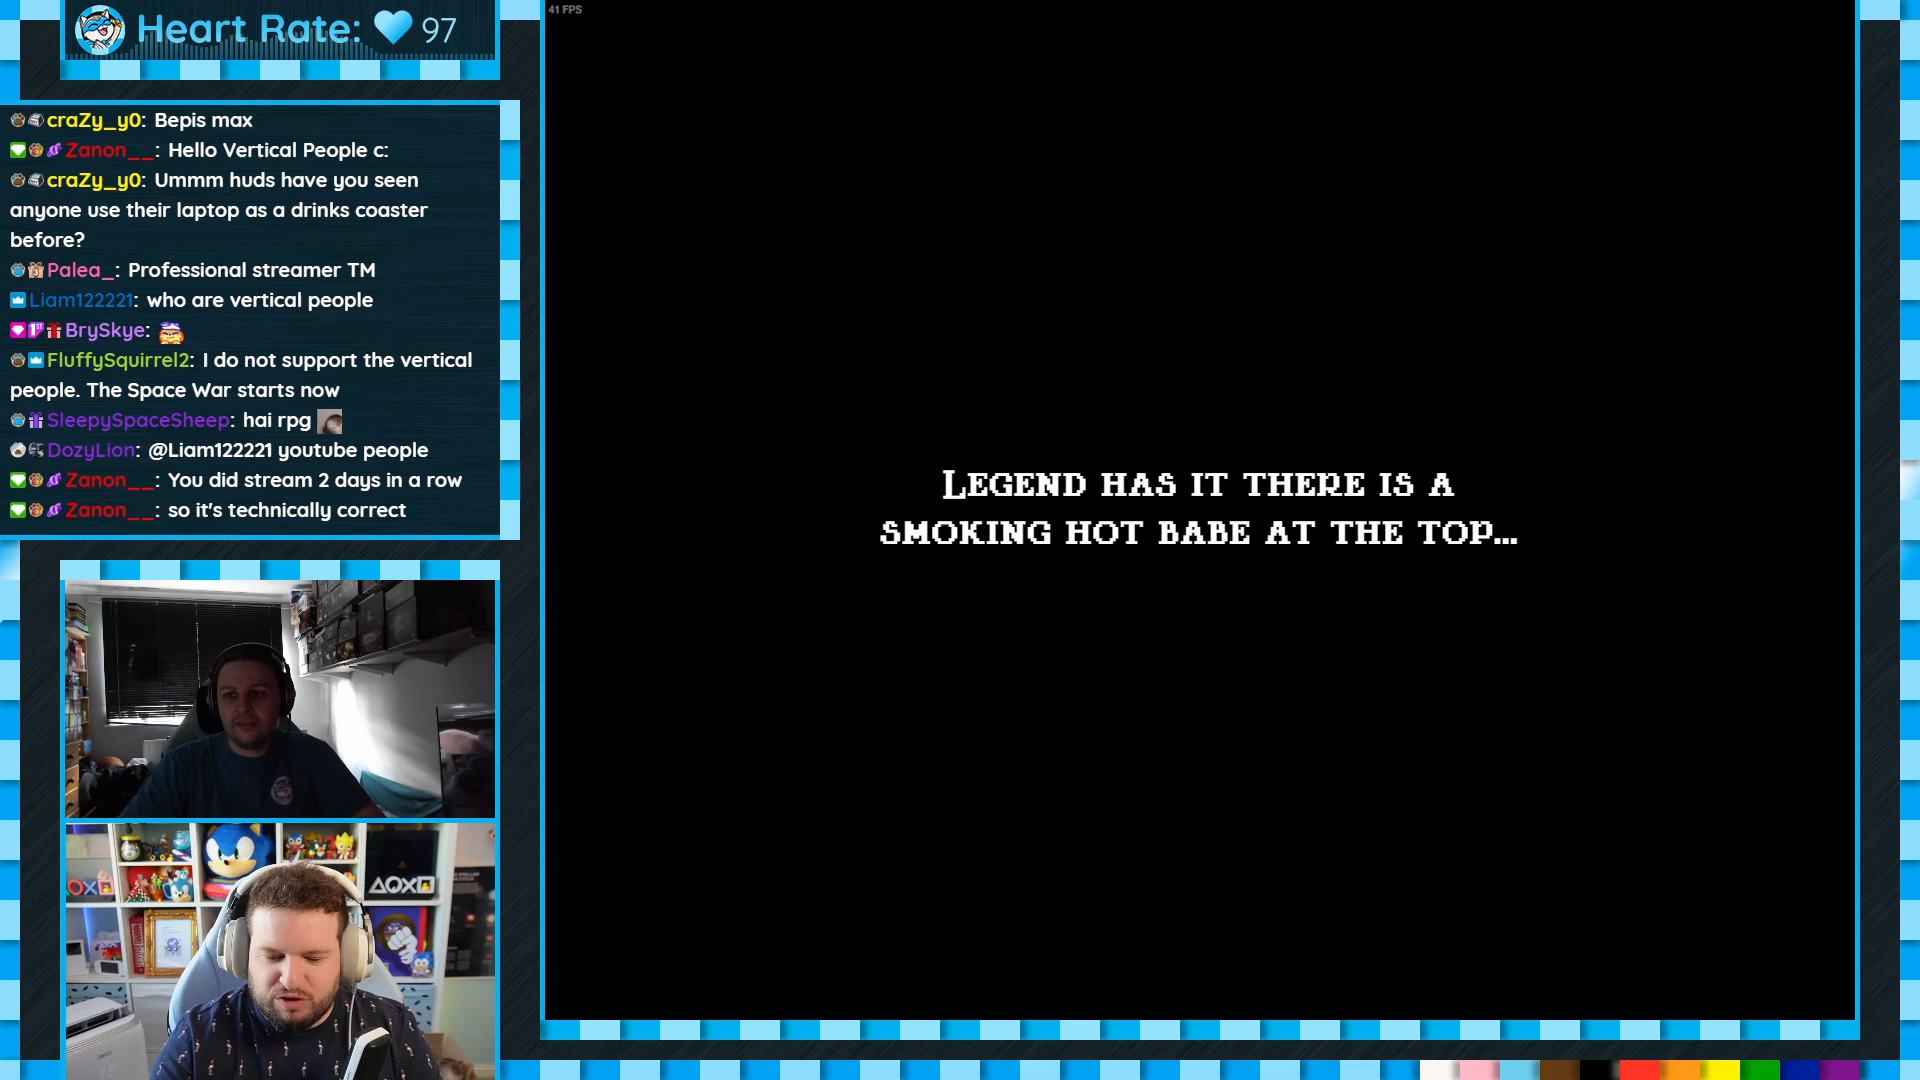 Heart Rate: 97
41 FPS
craZy_y0: Bepis max
Zanon__: Hello Vertical People c:
craZy_y0: Ummm huds have you seen
anyone use their laptop as a drinks coaster
before?
Palea_: Professional streamer TM
Liam122221: who are vertical people
BrySkye:
FluffySquirrel2: I do not support the vertical
people. The Space War starts now
SleepySpaceSheep: hai rpg
DozyLion: @Liam122221 youtube people
Zanon__: You did stream 2 days in a row
Zanon__: so it's technically correct
Legend has it there is a
smoking hot babe at the top...